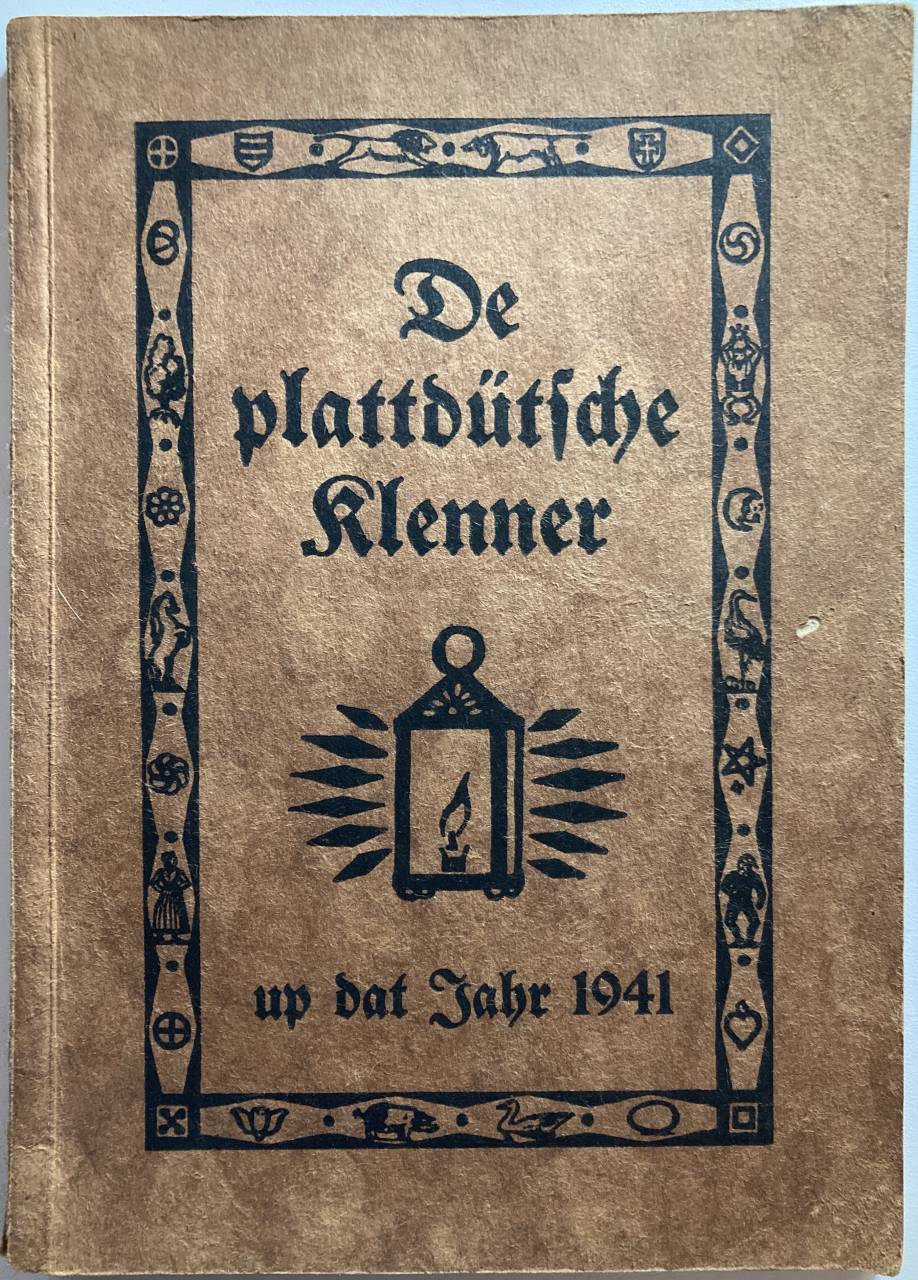 De
plattdütſche
Klenner
up dat Jahr 1941